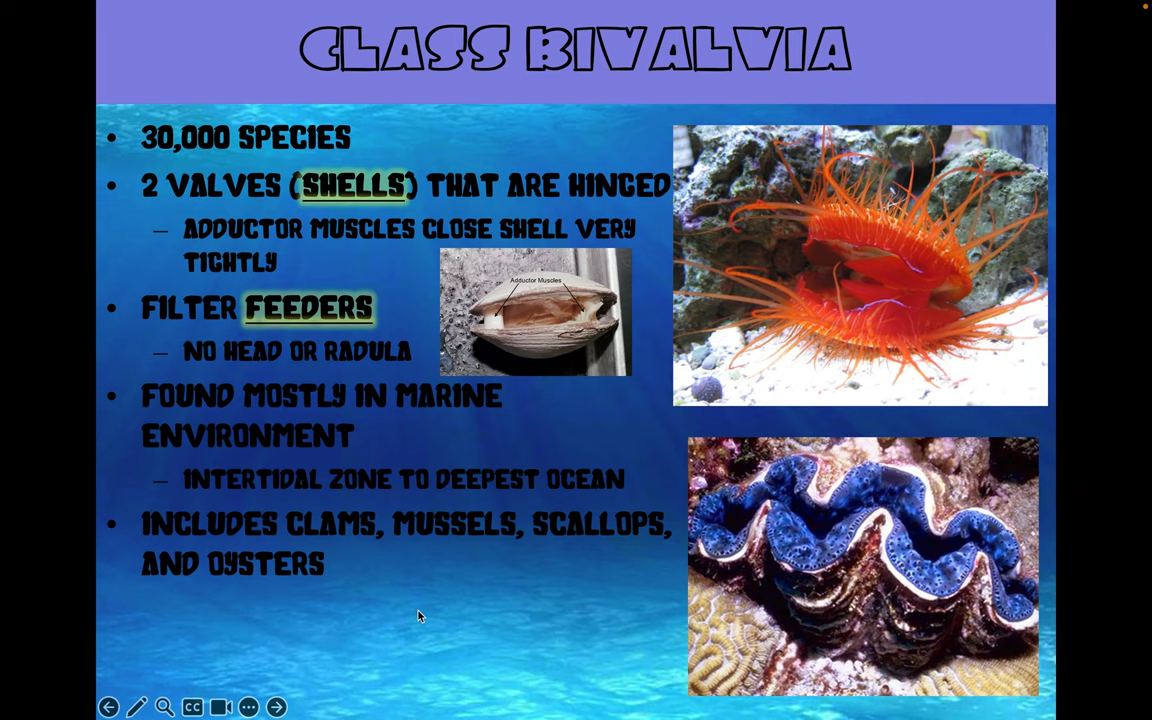 CLASS BIVALVIA
• 30,000 SPECIES
• 2 VALVES (SHELLS) THAT ARE HINGED
– ADDUCTOR MUSCLES CLOSE SHELL VERY
TIGHTLY
Adductor Muscles
• FILTER FEEDERS
– NO HEAD OR RADULA
• FOUND MOSTLY IN MARINE
ENVIRONMENT
– INTERTIDAL ZONE TO DEEPEST OCEAN
• INCLUDES CLAMS, MUSSELS, SCALLOPS,
AND OYSTERS
CC